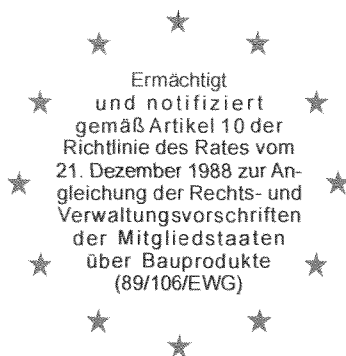 Ermächtigt
und notifiziert
gemäß Artikel 10 der
Richtlinie des Rates vom
21. Dezember 1988 zur An-
gleichung der Rechts- und
Verwaltungsvorschriften
der Mitgliedstaaten
über Bauprodukte
(89/106/EWG)